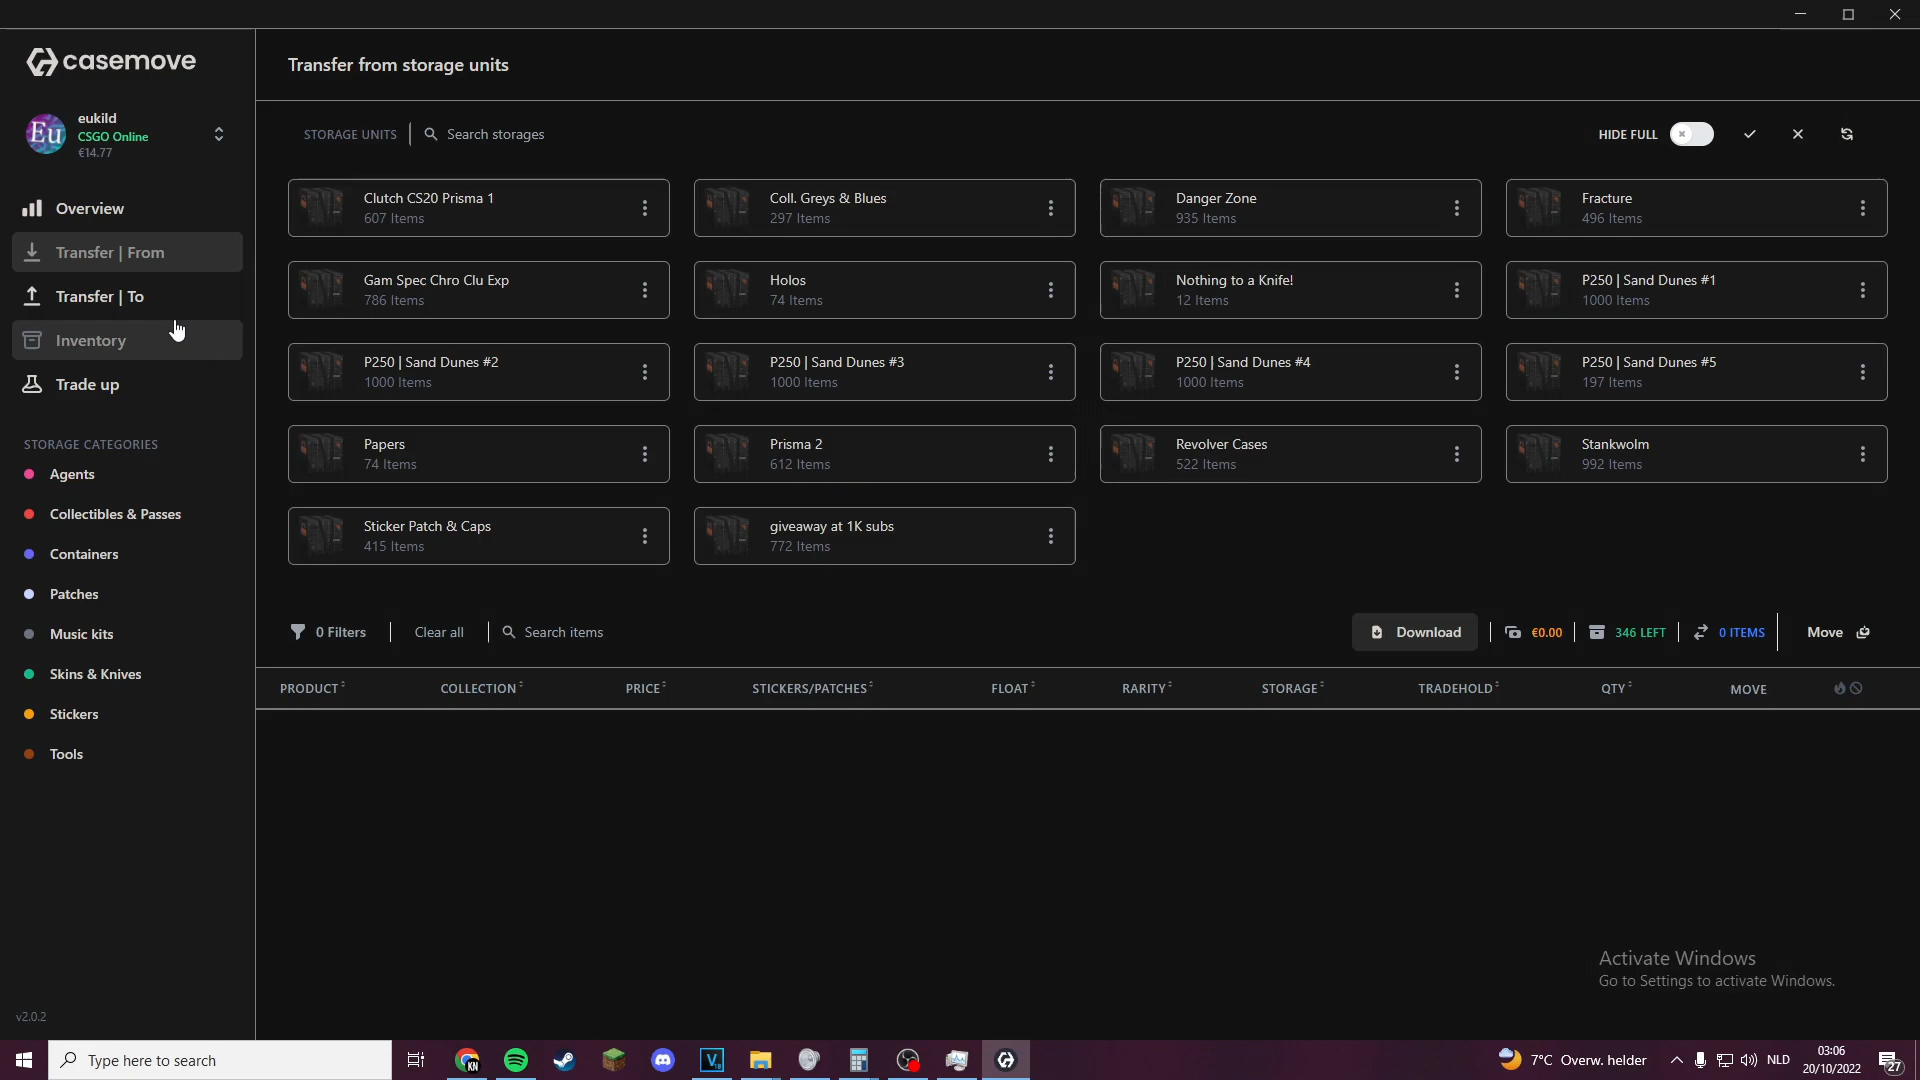 casemove
eukild
CSGO Online
€14.77
Overview
Transfer | From
Transfer | To
Inventory
Trade up
STORAGE CATEGORIES
Agents
Collectibles & Passes
Containers
Patches
Music kits
Skins & Knives
Stickers
Tools
v2.0.2
Transfer from storage units
STORAGE UNITS
Search storages
HIDE FULL
Clutch CS20 Prisma 1
607 Items
Coll. Greys & Blues
297 Items
Danger Zone
935 Items
Fracture
496 Items
Gam Spec Chro Clu Exp
786 Items
Holos
74 Items
Nothing to a Knife!
12 Items
P250 | Sand Dunes #1
1000 Items
P250 | Sand Dunes #2
1000 Items
P250 | Sand Dunes #3
1000 Items
P250 | Sand Dunes #4
1000 Items
P250 | Sand Dunes #5
197 Items
Papers
74 Items
Prisma 2
612 Items
Revolver Cases
522 Items
Stankwolm
992 Items
Sticker Patch & Caps
415 Items
giveaway at 1K subs
772 Items
0 Filters
Clear all
Search items
Download
€0.00
346 LEFT
0 ITEMS
Move
PRODUCT
COLLECTION
PRICE
STICKERS/PATCHES
FLOAT
RARITY
STORAGE
TRADEHOLD
QTY
MOVE
Activate Windows
Go to Settings to activate Windows.
Type here to search
KN
V
18
7°C Overw. helder
NLD
03:06
20/10/2022
27
Eu